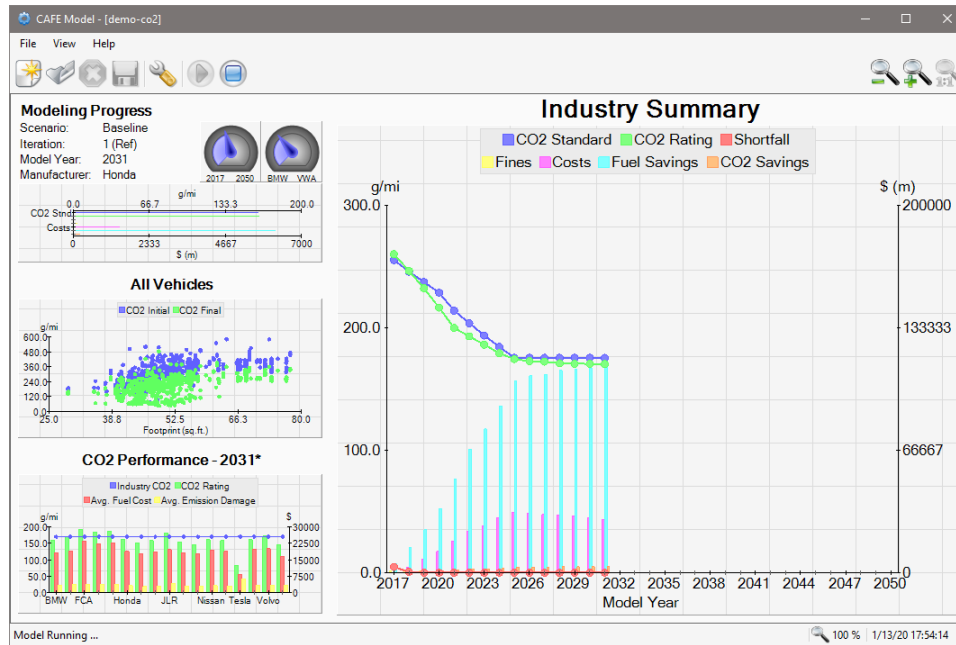 CAFE Model - [demo-co2]
File View Help
Modeling Progress
Scenario: Baseline
Iteration: 1 (Ref)
Model Year: 2031
Manufacturer: Honda
2017 2050 BMW VWA
g/mi
0.0 66.7 133.3 200.0
CO2 Stnd
Costs
0 2333 4667 7000
$ (m)
All Vehicles
CO2 Initial CO2 Final
g/mi
600.0
480.0
360.0
240.0
120.0
0.0
25.0 38.8 52.5 66.3 80.0
Footprint (sq.ft.)
CO2 Performance - 2031*
Industry CO2 CO2 Rating
Avg. Fuel Cost Avg. Emission Damage
g/mi $
200.0 30000
150.0 22500
100.0 15000
50.0 7500
0.0 0
BMW FCA Honda JLR Nissan Tesla Volvo
Industry Summary
CO2 Standard CO2 Rating Shortfall
Fines Costs Fuel Savings CO2 Savings
g/mi $ (m)
300.0 200000
200.0 133333
100.0 66667
0.0 0
2017 2020 2023 2026 2029 2032 2035 2038 2041 2044 2047 2050
Model Year
Model Running ... 100 % 1/13/20 17:54:14